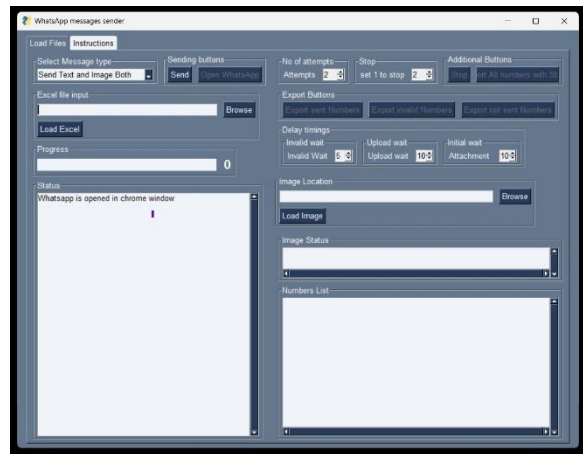 WhatsApp messages sender
Load Files Instructions
Select Message type
Send Text and Image Both
Sending buttons
Send Open WhatsApp
No of attempts
Attempts 2
Stop
set 1 to stop 2
Additional Buttons
Stop All numbers with
Excel file input
Browse
Load Excel
Export Buttons
Export sent Numbers Export invalid Numbers Export not sent Numbers
Delay timings
Invalid wait
Invalid Wait 5
Upload wait
Upload wait 10
Initial wait
Attachment 10
Progress
0
Image Location
Browse
Load Image
Status
Whatsapp is opened in chrome window
Image Status
Numbers List